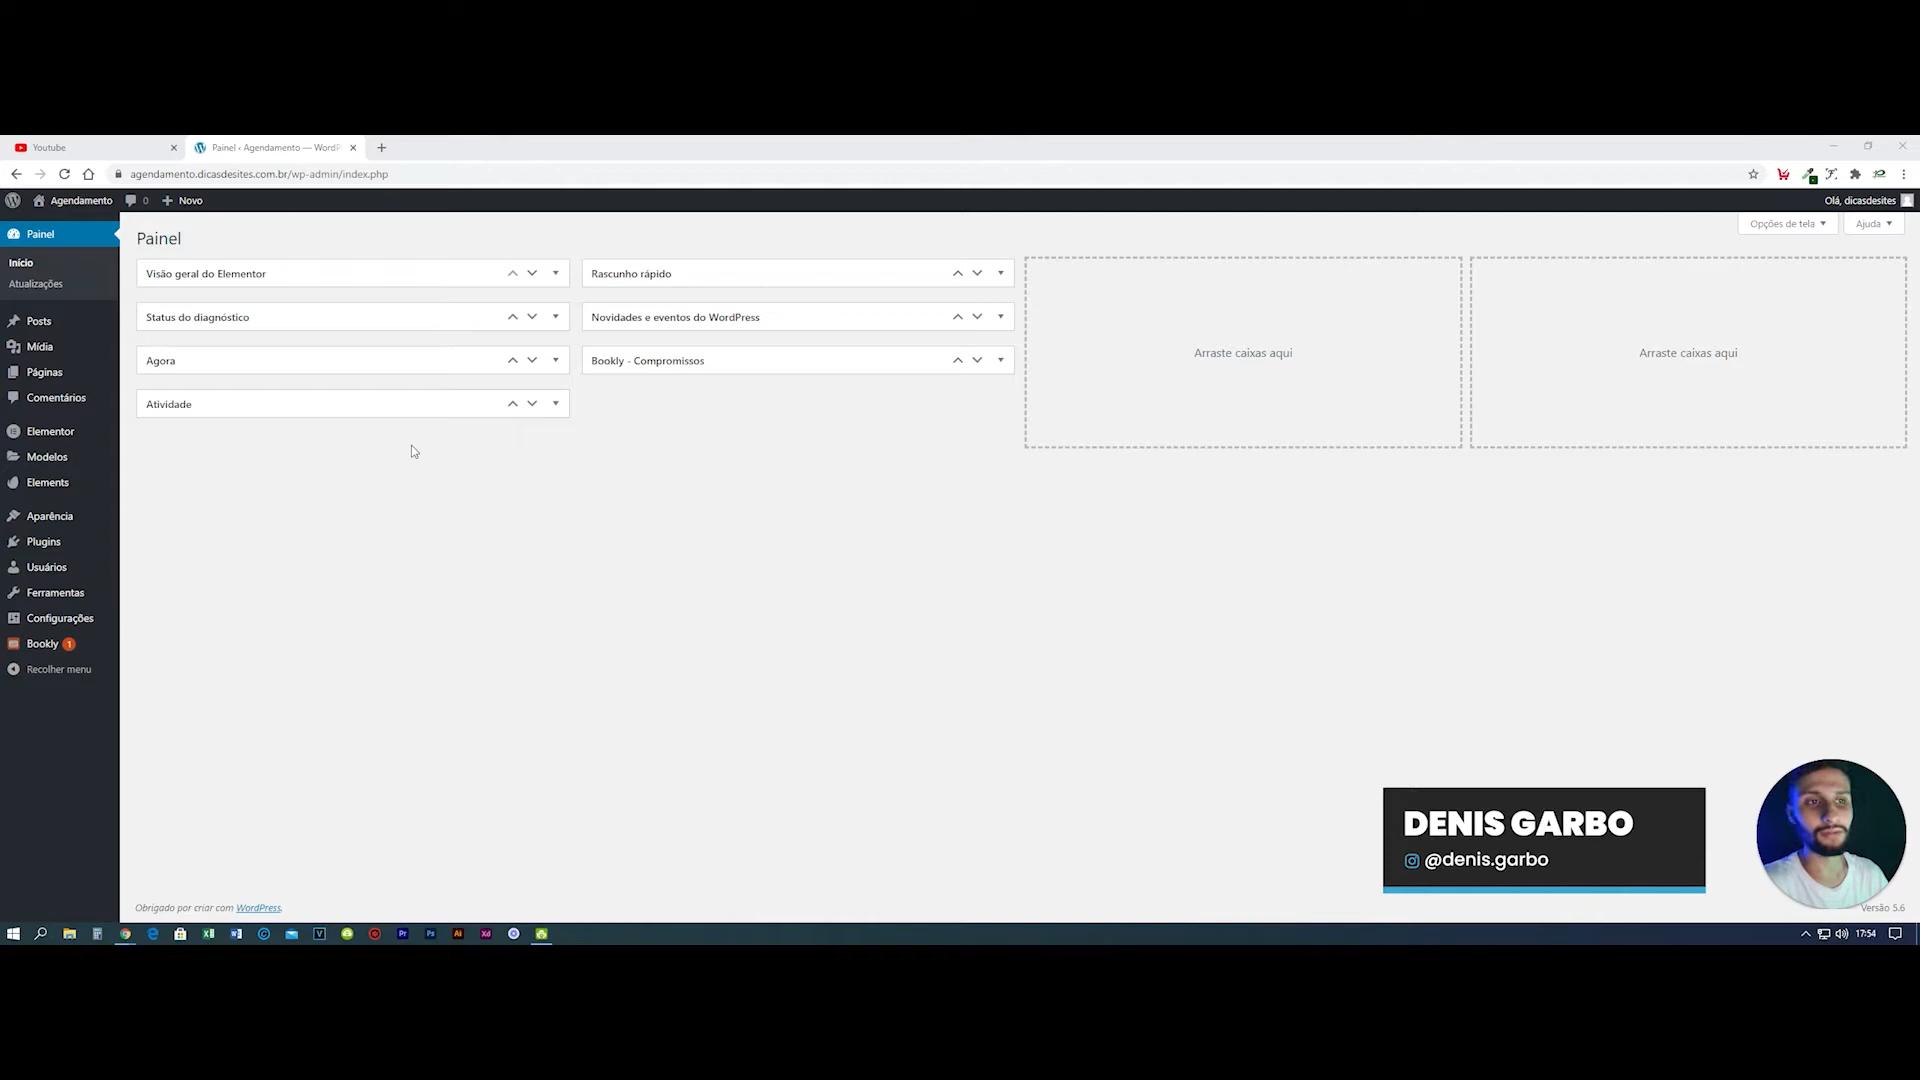 Youtube
Painel ‹ Agendamento — WordP
agendamento.dicasdesites.com.br/wp-admin/index.php
Agendamento 0 Novo
Olá, dicasdesites
Painel
Início
Atualizações
Posts
Mídia
Páginas
Comentários
Elementor
Modelos
Elements
Aparência
Plugins
Usuários
Ferramentas
Configurações
Bookly 1
Recolher menu
Opções de tela
Ajuda
Painel
Visão geral do Elementor
Status do diagnóstico
Agora
Atividade
Rascunho rápido
Novidades e eventos do WordPress
Bookly - Compromissos
Arraste caixas aqui
Arraste caixas aqui
DENIS GARBO
@denis.garbo
Obrigado por criar com WordPress.
Versão 5.6
Pr Ps Ai Xd
17:54